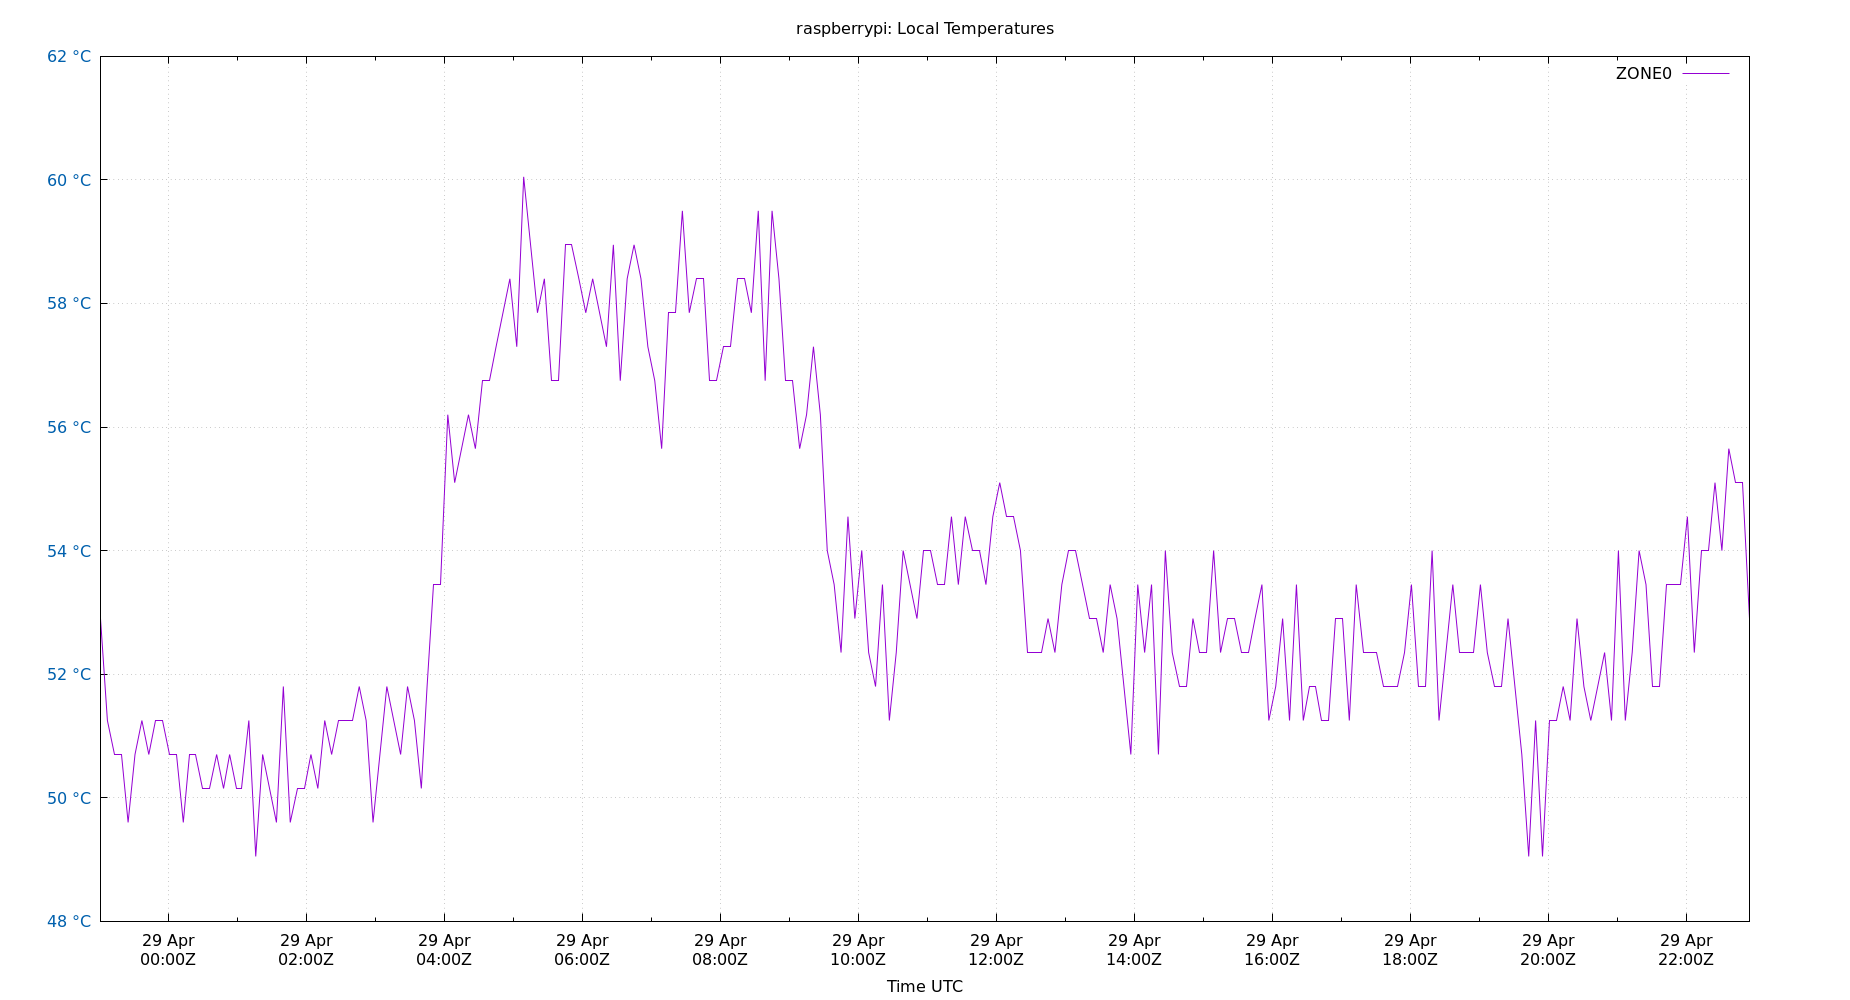 raspberrypi: Local Temperatures
ZONE0
62 °C
60 °C
58 °C
56 °C
54 °C
52 °C
50 °C
48 °C
29 Apr 29 Apr 29 Apr 29 Apr 29 Apr 29 Apr 29 Apr 29 Apr 29 Apr 29 Apr 29 Apr 29 Apr
00:00Z 02:00Z 04:00Z 06:00Z 08:00Z 10:00Z 12:00Z 14:00Z 16:00Z 18:00Z 20:00Z 22:00Z
Time UTC